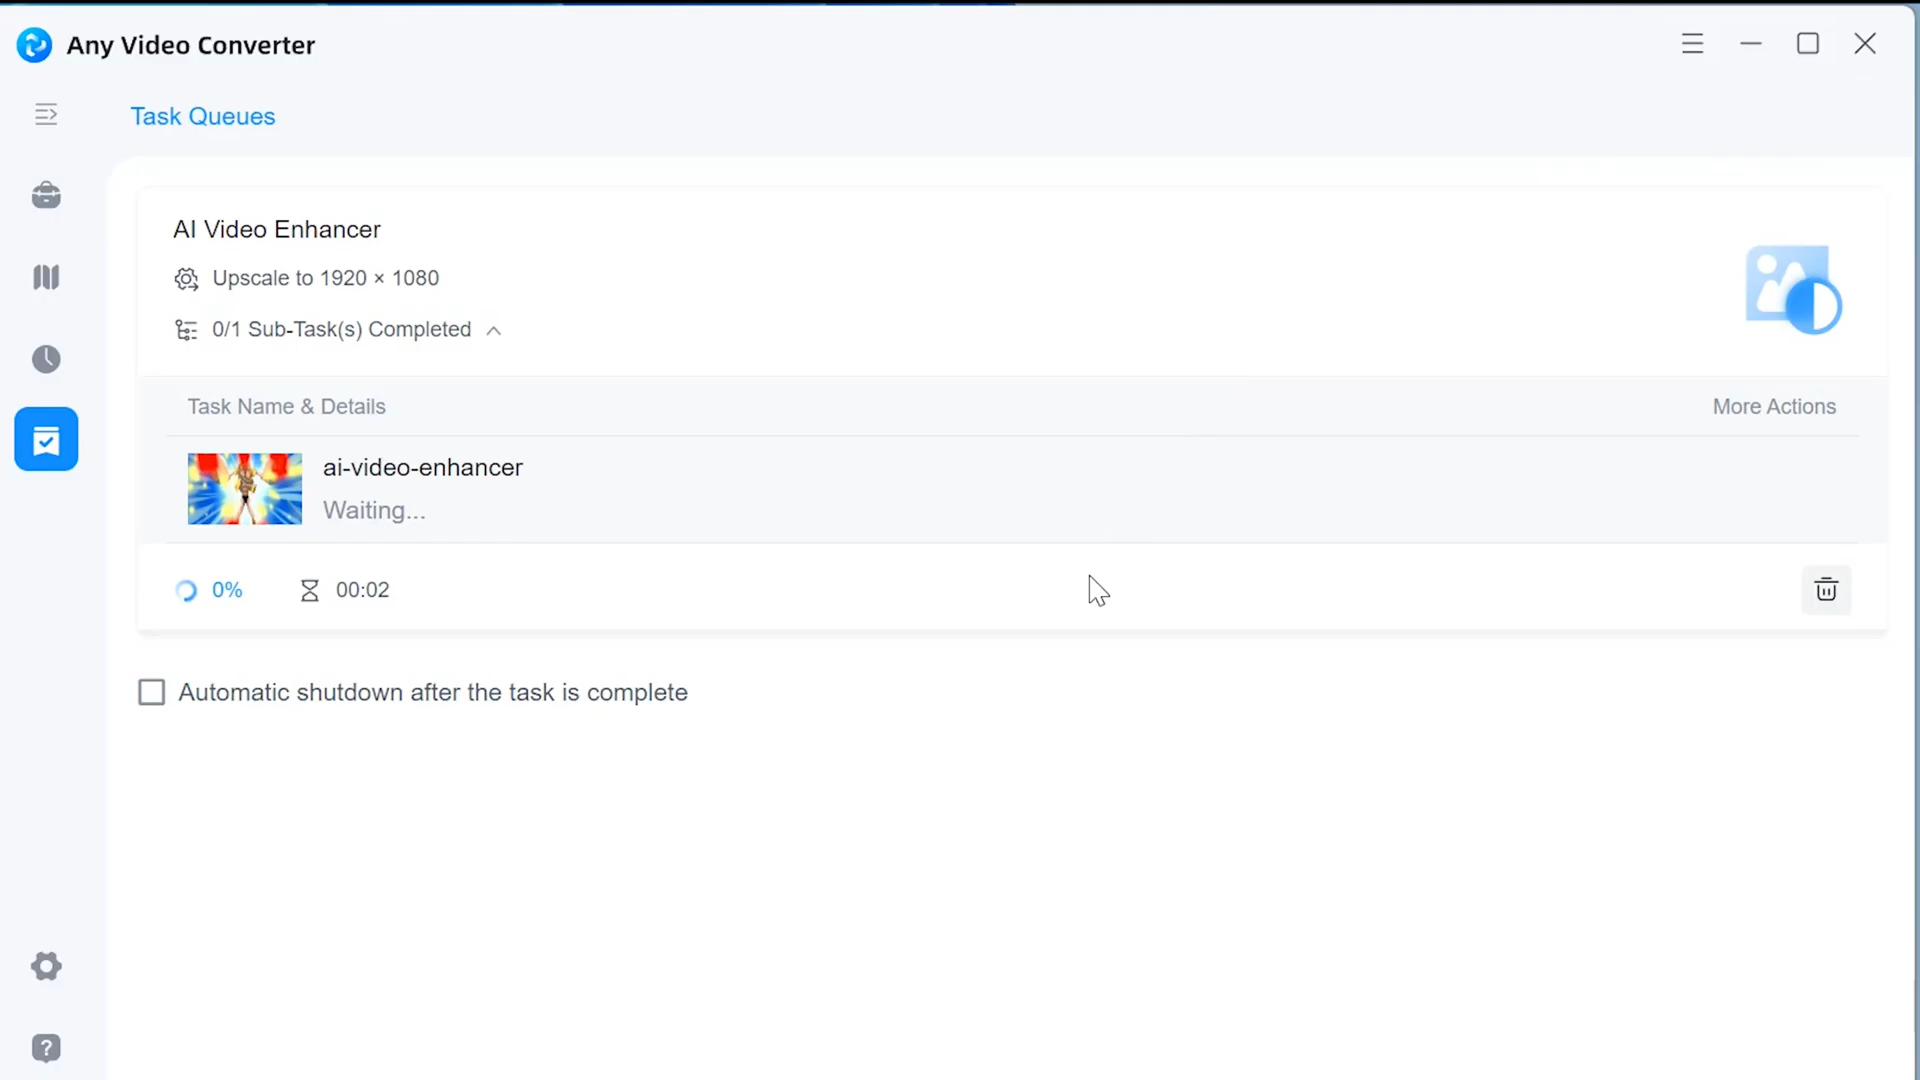 Any Video Converter
Task Queues
AI Video Enhancer
Upscale to 1920 × 1080
0/1 Sub-Task(s) Completed
Task Name & Details
More Actions
ai-video-enhancer
Waiting...
0%
00:02
Automatic shutdown after the task is complete